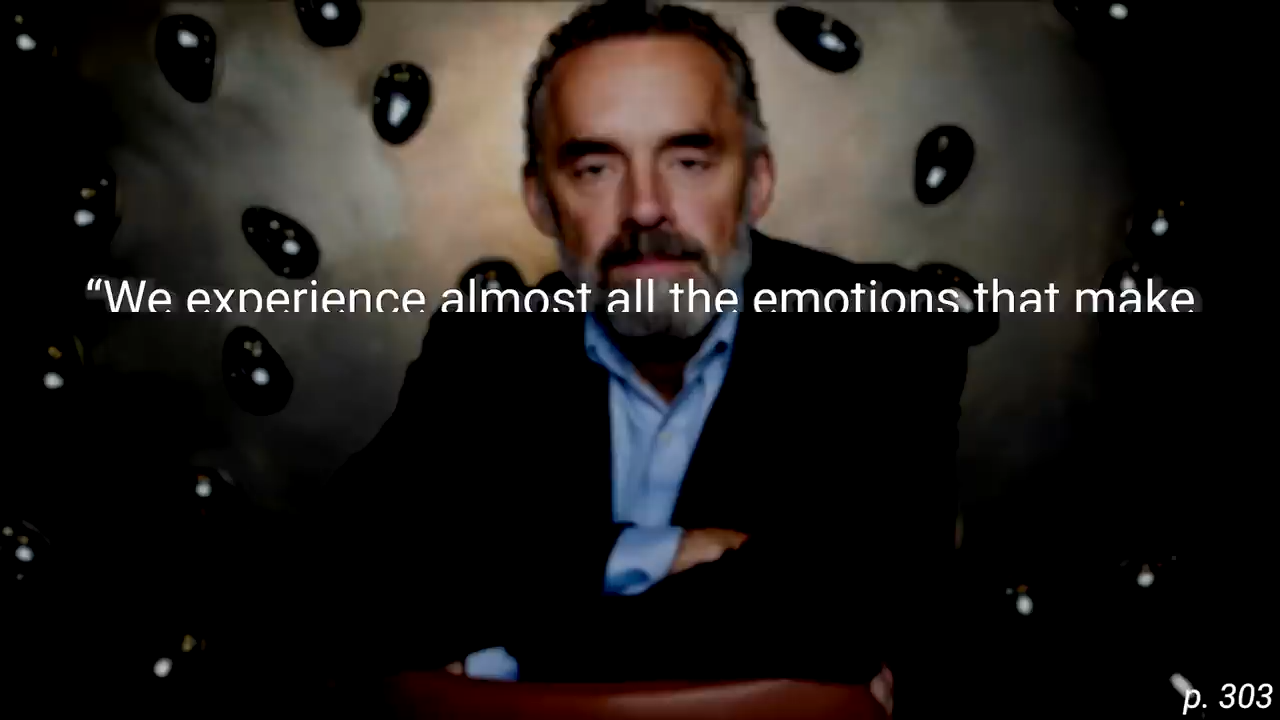 “We experience almost all the emotions that make
p. 303